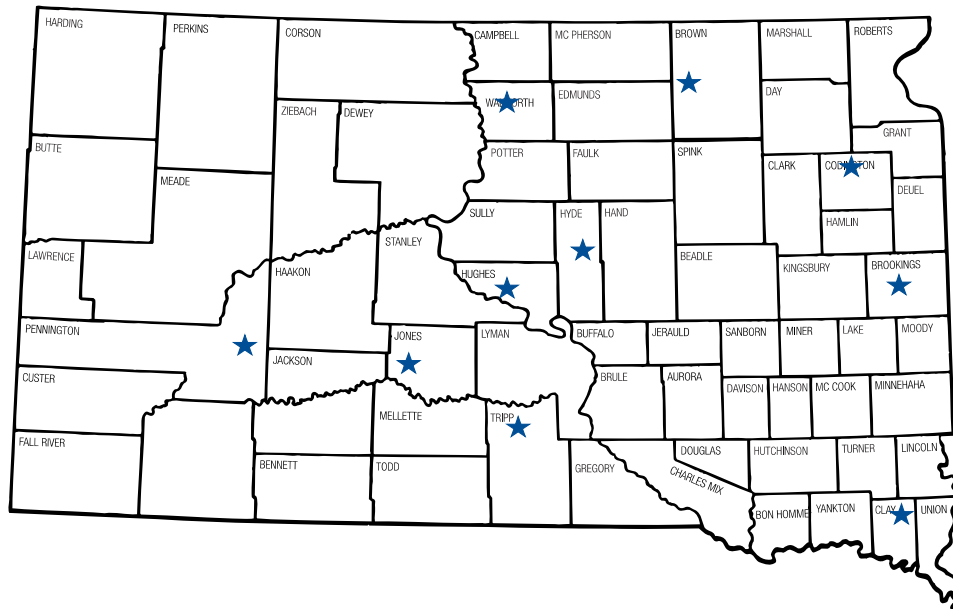 HARDING
PERKINS
CORSON
CAMPBELL
MC PHERSON
BROWN
MARSHALL
ROBERTS
WALWORTH
EDMUNDS
DAY
ZIEBACH
DEWEY
GRANT
BUTTE
POTTER
FAULK
SPINK
CLARK
CODINGTON
MEADE
DEUEL
SULLY
HYDE
HAND
HAMLIN
STANLEY
LAWRENCE
HAAKON
HUGHES
BEADLE
KINGSBURY
BROOKINGS
PENNINGTON
JONES
LYMAN
BUFFALO
JERAULD
SANBORN
MINER
LAKE
MOODY
JACKSON
CUSTER
BRULE
AURORA
DAVISON
HANSON
MC COOK
MINNEHAHA
MELLETTE
TRIPP
FALL RIVER
BENNETT
TODD
GREGORY
DOUGLAS
HUTCHINSON
TURNER
LINCOLN
CHARLES MIX
BON HOMME
YANKTON
CLAY
UNION